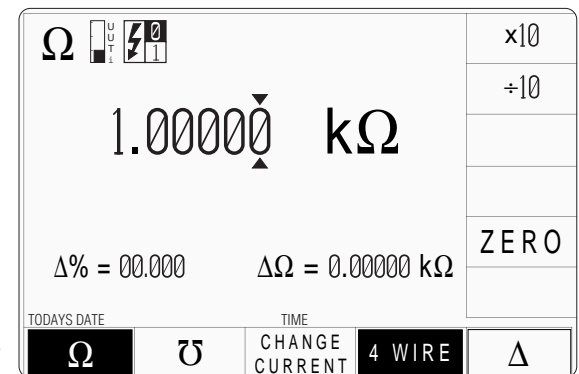 Ω UUT i 0 1
x10
÷10
1.00000 kΩ
ZERO
Δ% = 00.000 ΔΩ = 0.00000 kΩ
TODAYS DATE TIME
Ω ℧ CHANGE CURRENT 4 WIRE Δ